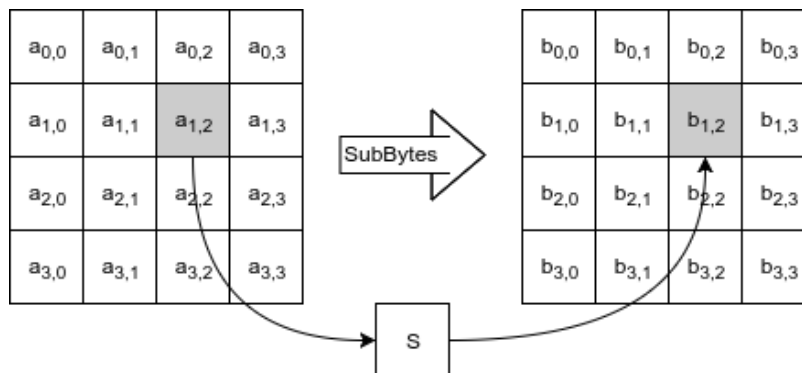 a0,0 a0,1 a0,2 a0,3 b0,0 b0,1 b0,2 b0,3
a1,0 a1,1 a1,2 a1,3 SubBytes b1,0 b1,1 b1,2 b1,3
a2,0 a2,1 a2,2 a2,3 b2,0 b2,1 b2,2 b2,3
a3,0 a3,1 a3,2 a3,3 b3,0 b3,1 b3,2 b3,3
S